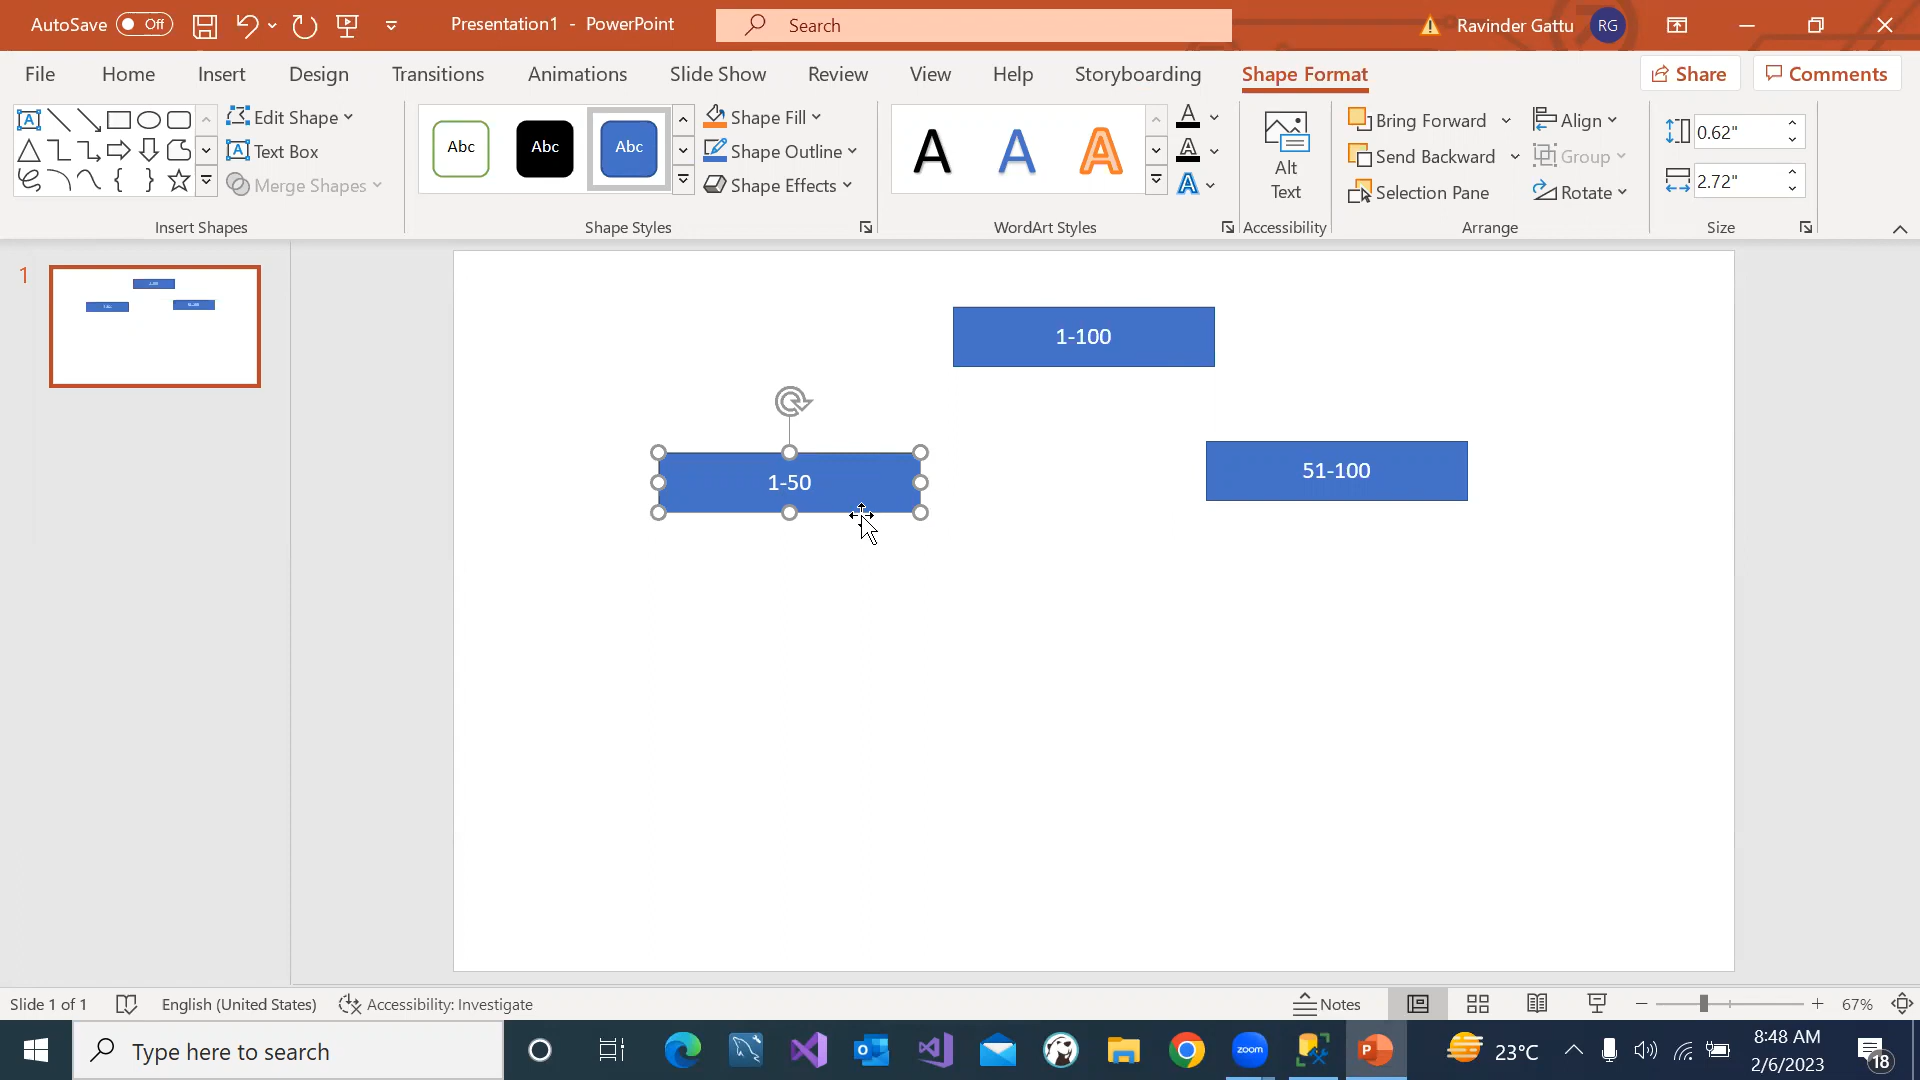 AutoSave Off Presentation1 - PowerPoint Search Ravinder Gattu RG
File Home Insert Design Transitions Animations Slide Show Review View Help Storyboarding Shape Format Share Comments
Edit Shape
Text Box
Merge Shapes
Insert Shapes
Abc Abc Abc
Shape Fill
Shape Outline
Shape Effects
Shape Styles
A A A
WordArt Styles
Alt
Text
Accessibility
Bring Forward
Send Backward
Selection Pane
Align
Group
Rotate
Arrange
0.62"
2.72"
Size
1
1-100
1-50
51-100
Slide 1 of 1 English (United States) Accessibility: Investigate Notes 67%
Type here to search
zoom
23°C
8:48 AM
2/6/2023
18